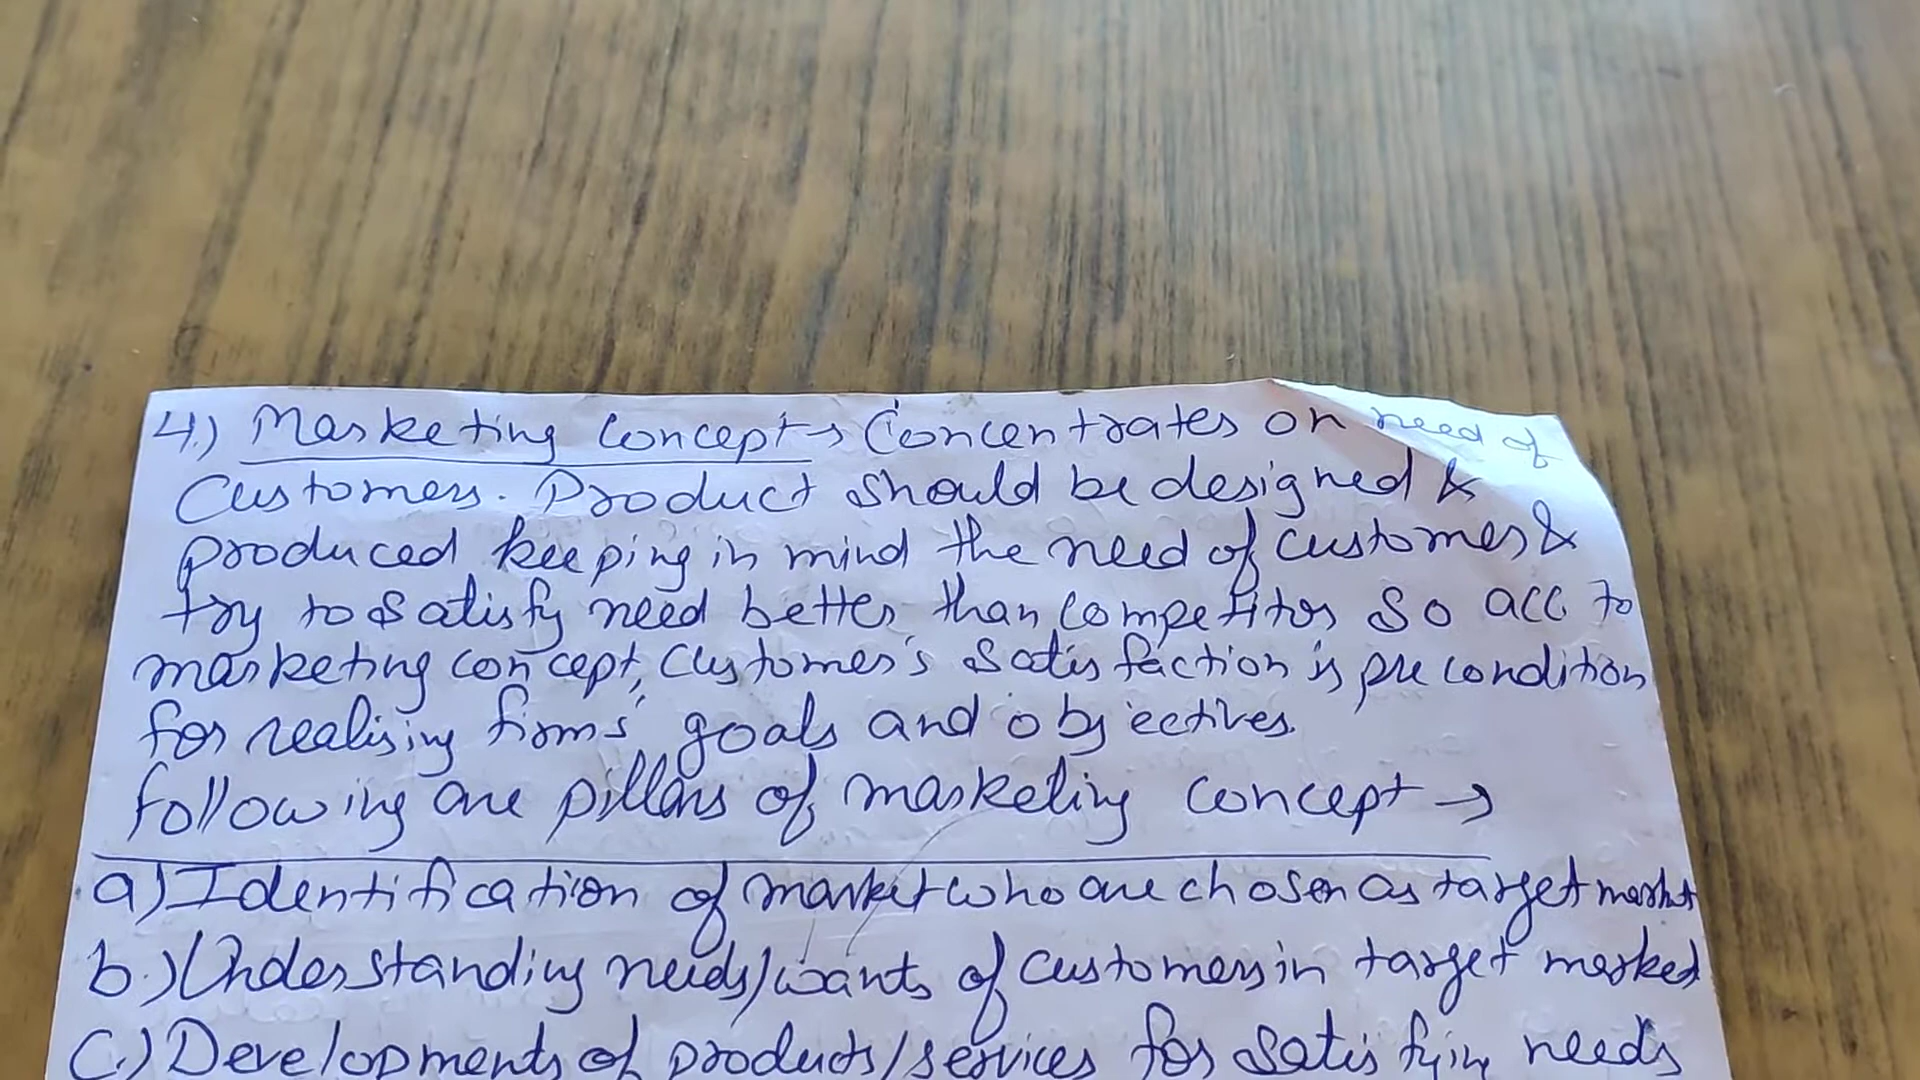 4.) Marketing Concept → Concentrates on need of
Customers. Product should be designed &
produced keeping in mind the need of customer &
try to satisfy need better than competitor so acc to
marketing concept, Customer's satisfaction is pre condition
for realising firms' goals and objectives.
following are pillars of marketing concept →
a) Identification of market who are chosen as target market
b.) Understanding needs/wants of customers in target market
C.) Developments of products/services for satisfying needs